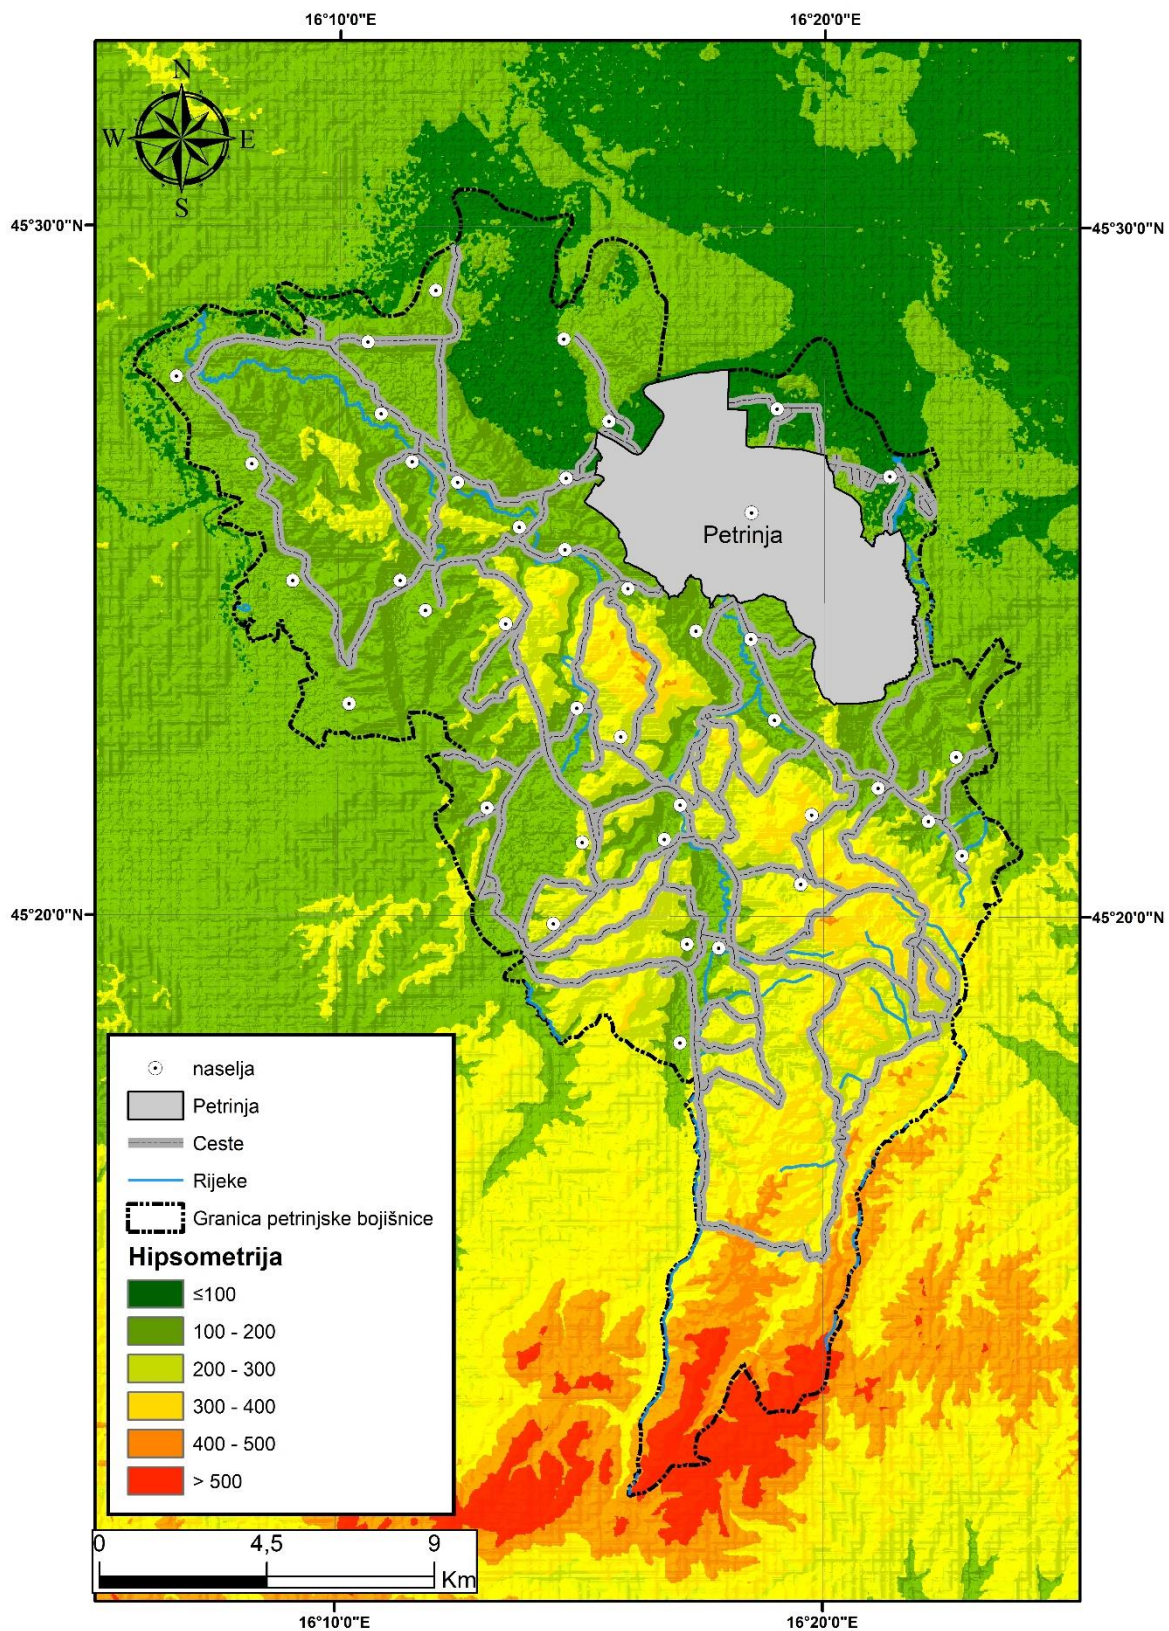 16°10'0"E
16°20'0"E
N
W
E
S
45°30'0"N
45°30'0"N
Petrinja
45°20'0"N
45°20'0"N
naselja
Petrinja
Ceste
Rijeke
Granica petrinjske bojišnice
Hipsometrija
≤100
100 - 200
200 - 300
300 - 400
400 - 500
> 500
0 4,5 9
Km
16°10'0"E
16°20'0"E